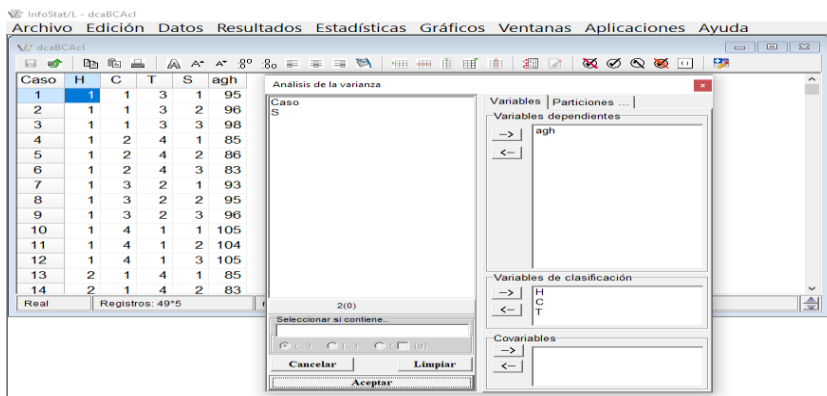 InfoStat/L - dcaBCAcl
Archivo Edición Datos Resultados Estadísticas Gráficos Ventanas Aplicaciones Ayuda
dcaBCAcl
Caso H C T S agh
1 1 1 3 1 95
2 1 1 3 2 96
3 1 1 3 3 98
4 1 2 4 1 85
5 1 2 4 2 86
6 1 2 4 3 83
7 1 3 2 1 93
8 1 3 2 2 95
9 1 3 2 3 96
10 1 4 1 1 105
11 1 4 1 2 104
12 1 4 1 3 105
13 2 1 4 1 85
14 2 1 4 2 83
Real Registros: 49*5
Análisis de la varianza
Caso
S
2(0)
Seleccionar si contiene..
Cancelar Limpiar
Aceptar
Variables Particiones ...
Variables dependientes
-->
<--
agh
Variables de clasificación
-->
<--
H
C
T
Covariables
-->
<--